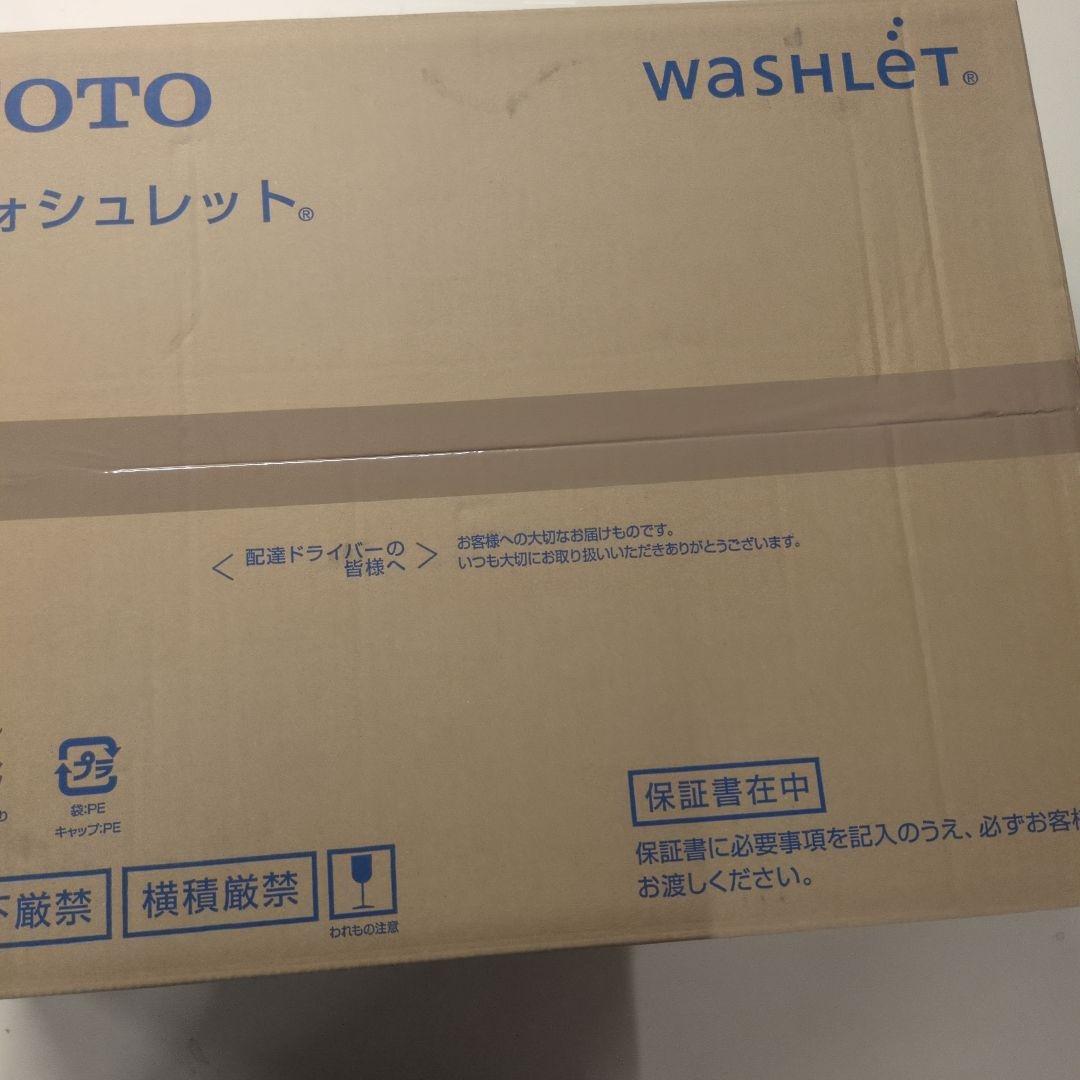 TOTO
WASHLET®
ォシュレット®
配達ドライバーの
皆様へ
お客様への大切なお届けものです。
いつも大切にお取り扱いいただきありがとうございます。
プラ
袋:PE
キャップ:PE
保証書在中
保証書に必要事項を記入のうえ、必ずお客様
お渡しください。
下厳禁
横積厳禁
われもの注意